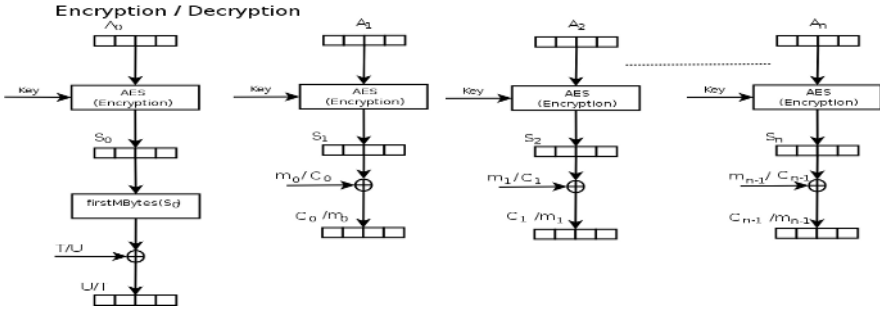 Encryption / Decryption
A0 A1 A2 An
Key AES (Encryption)
Key AES (Encryption)
Key AES (Encryption)
Key AES (Encryption)
S0 S1 S2 Sn
m0/C0 m1/C1 mn-1/Cn-1
firstMBytes(S0)
C0/m0 C1/m1 Cn-1/mn-1
T/U
U/T